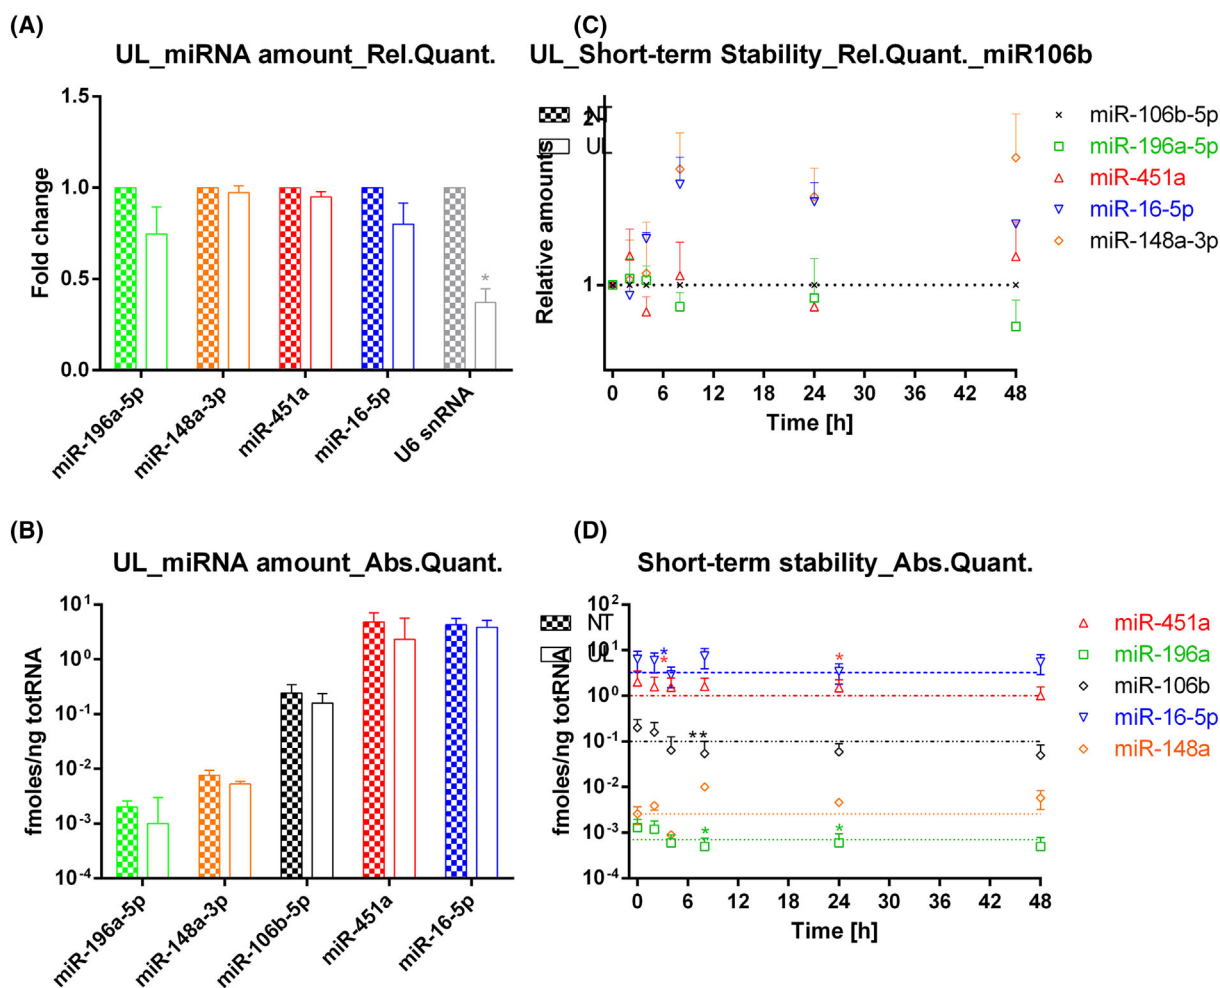 (A)
UL_miRNA amount_Rel.Quant.
1.5
1.0
0.5
0.0
Fold change
NT
UL
*
miR-196a-5p
miR-148a-3p
miR-451a
miR-16-5p
U6 snRNA
(C)
UL_Short-term Stability_Rel.Quant._miR106b
2
1
Relative amounts
miR-106b-5p
miR-196a-5p
miR-451a
miR-16-5p
miR-148a-3p
0 6 12 18 24 30 36 42 48
Time [h]
(B)
UL_miRNA amount_Abs.Quant.
10^1
10^0
10^-1
10^-2
10^-3
10^-4
fmoles/ng totRNA
NT
UL
miR-196a-5p
miR-148a-3p
miR-106b-5p
miR-451a
miR-16-5p
(D)
Short-term stability_Abs.Quant.
10^2
10^1
10^0
10^-1
10^-2
10^-3
10^-4
fmoles/ng totRNA
*
*
*
**
*
*
miR-451a
miR-196a
miR-106b
miR-16-5p
miR-148a
0 6 12 18 24 30 36 42 48
Time [h]